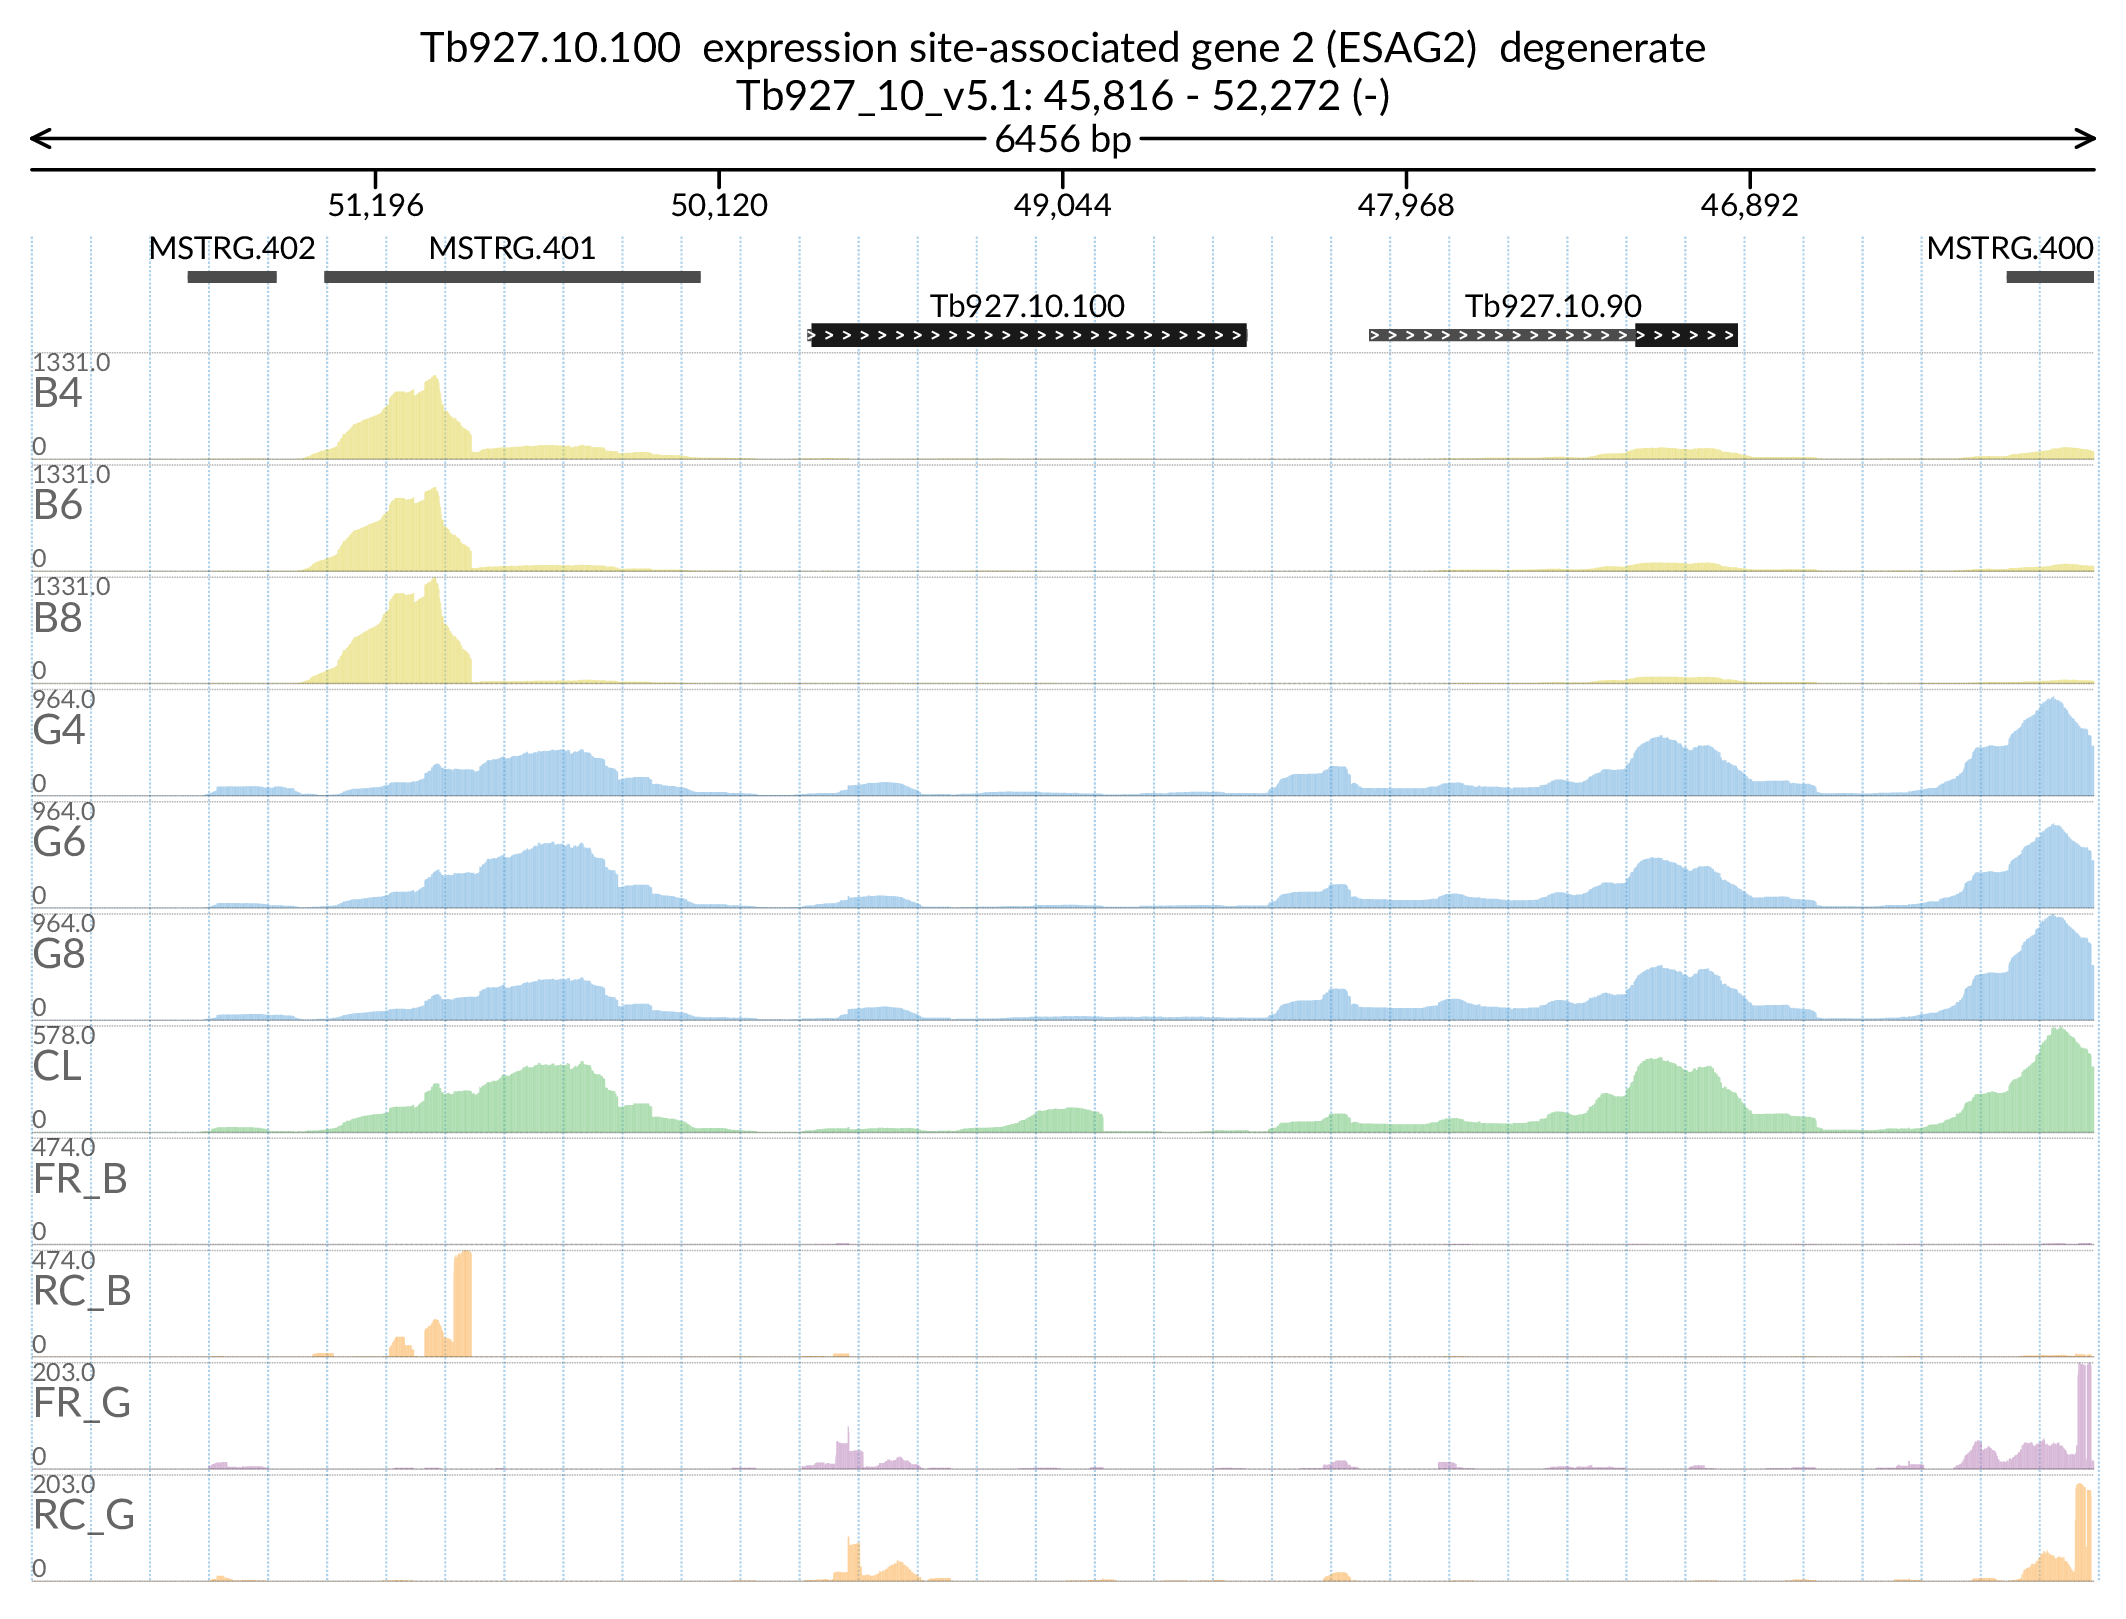 Tb927.10.100 expression site-associated gene 2 (ESAG2) degenerate
Tb927_10_v5.1: 45,816 - 52,272 (-)
6456 bp
51,196 50,120 49,044 47,968 46,892
MSTRG.402 MSTRG.401 MSTRG.400
Tb927.10.100 Tb927.10.90
1331.0
B4
0
1331.0
B6
0
1331.0
B8
0
964.0
G4
0
964.0
G6
0
964.0
G8
0
578.0
CL
0
474.0
FR_B
0
474.0
RC_B
0
203.0
FR_G
0
203.0
RC_G
0